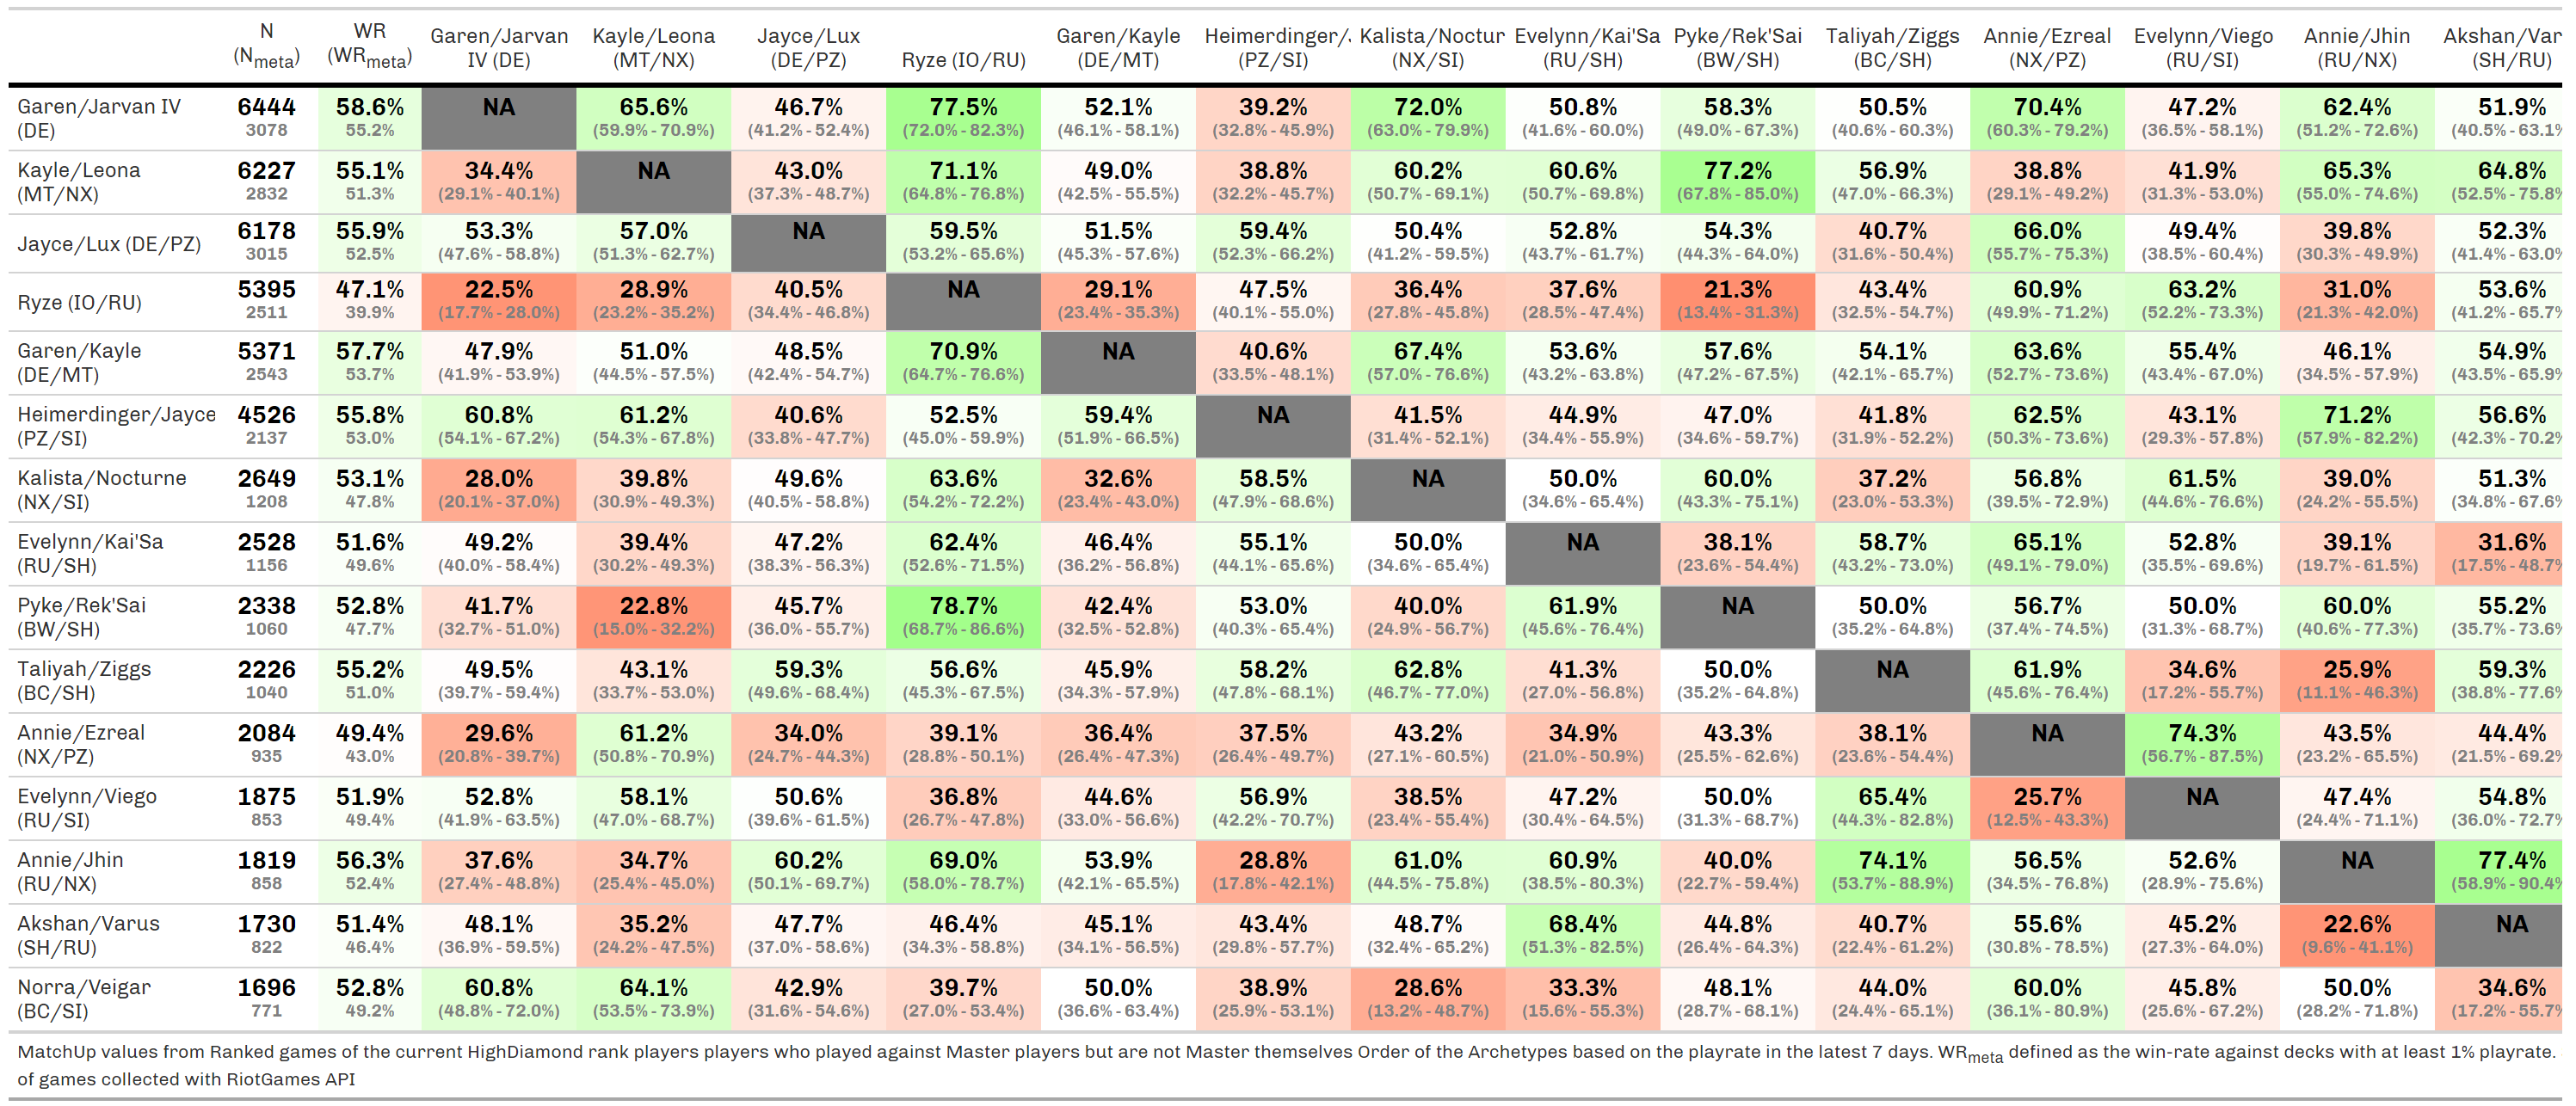 N WR Garen/Jarvan Kayle/Leona Jayce/Lux Garen/Kayle Heimerdinger/J Kalista/Noctur Evelynn/Kai'Sa Pyke/Rek'Sai Taliyah/Ziggs Annie/Ezreal Evelynn/Viego Annie/Jhin Akshan/Var
(Nmeta) (WRmeta) IV (DE) (MT/NX) (DE/PZ) Ryze (IO/RU) (DE/MT) (PZ/SI) (NX/SI) (RU/SH) (BW/SH) (BC/SH) (NX/PZ) (RU/SI) (RU/NX) (SH/RU)
Garen/Jarvan IV 6444 58.6% NA 65.6% 46.7% 77.5% 52.1% 39.2% 72.0% 50.8% 58.3% 50.5% 70.4% 47.2% 62.4% 51.9%
(DE) 3078 55.2% (59.9% - 70.9%) (41.2% - 52.4%) (72.0% - 82.3%) (46.1% - 58.1%) (32.8% - 45.9%) (63.0% - 79.9%) (41.6% - 60.0%) (49.0% - 67.3%) (40.6% - 60.3%) (60.3% - 79.2%) (36.5% - 58.1%) (51.2% - 72.6%) (40.5% - 63.1%
Kayle/Leona 6227 55.1% 34.4% NA 43.0% 71.1% 49.0% 38.8% 60.2% 60.6% 77.2% 56.9% 38.8% 41.9% 65.3% 64.8%
(MT/NX) 2832 51.3% (29.1% - 40.1%) (37.3% - 48.7%) (64.8% - 76.8%) (42.5% - 55.5%) (32.2% - 45.7%) (50.7% - 69.1%) (50.7% - 69.8%) (67.8% - 85.0%) (47.0% - 66.3%) (29.1% - 49.2%) (31.3% - 53.0%) (55.0% - 74.6%) (52.5% - 75.8%
Jayce/Lux (DE/PZ) 6178 55.9% 53.3% 57.0% NA 59.5% 51.5% 59.4% 50.4% 52.8% 54.3% 40.7% 66.0% 49.4% 39.8% 52.3%
3015 52.5% (47.6% - 58.8%) (51.3% - 62.7%) (53.2% - 65.6%) (45.3% - 57.6%) (52.3% - 66.2%) (41.2% - 59.5%) (43.7% - 61.7%) (44.3% - 64.0%) (31.6% - 50.4%) (55.7% - 75.3%) (38.5% - 60.4%) (30.3% - 49.9%) (41.4% - 63.0%
Ryze (IO/RU) 5395 47.1% 22.5% 28.9% 40.5% NA 29.1% 47.5% 36.4% 37.6% 21.3% 43.4% 60.9% 63.2% 31.0% 53.6%
2511 39.9% (17.7% - 28.0%) (23.2% - 35.2%) (34.4% - 46.8%) (23.4% - 35.3%) (40.1% - 55.0%) (27.8% - 45.8%) (28.5% - 47.4%) (13.4% - 31.3%) (32.5% - 54.7%) (49.9% - 71.2%) (52.2% - 73.3%) (21.3% - 42.0%) (41.2% - 65.7%
Garen/Kayle 5371 57.7% 47.9% 51.0% 48.5% 70.9% NA 40.6% 67.4% 53.6% 57.6% 54.1% 63.6% 55.4% 46.1% 54.9%
(DE/MT) 2543 53.7% (41.9% - 53.9%) (44.5% - 57.5%) (42.4% - 54.7%) (64.7% - 76.6%) (33.5% - 48.1%) (57.0% - 76.6%) (43.2% - 63.8%) (47.2% - 67.5%) (42.1% - 65.7%) (52.7% - 73.6%) (43.4% - 67.0%) (34.5% - 57.9%) (43.5% - 65.9%
Heimerdinger/Jayce 4526 55.8% 60.8% 61.2% 40.6% 52.5% 59.4% NA 41.5% 44.9% 47.0% 41.8% 62.5% 43.1% 71.2% 56.6%
(PZ/SI) 2137 53.0% (54.1% - 67.2%) (54.3% - 67.8%) (33.8% - 47.7%) (45.0% - 59.9%) (51.9% - 66.5%) (31.4% - 52.1%) (34.4% - 55.9%) (34.6% - 59.7%) (31.9% - 52.2%) (50.3% - 73.6%) (29.3% - 57.8%) (57.9% - 82.2%) (42.3% - 70.2%
Kalista/Nocturne 2649 53.1% 28.0% 39.8% 49.6% 63.6% 32.6% 58.5% NA 50.0% 60.0% 37.2% 56.8% 61.5% 39.0% 51.3%
(NX/SI) 1208 47.8% (20.1% - 37.0%) (30.9% - 49.3%) (40.5% - 58.8%) (54.2% - 72.2%) (23.4% - 43.0%) (47.9% - 68.6%) (34.6% - 65.4%) (43.3% - 75.1%) (23.0% - 53.3%) (39.5% - 72.9%) (44.6% - 76.6%) (24.2% - 55.5%) (34.8% - 67.6%
Evelynn/Kai'Sa 2528 51.6% 49.2% 39.4% 47.2% 62.4% 46.4% 55.1% 50.0% NA 38.1% 58.7% 65.1% 52.8% 39.1% 31.6%
(RU/SH) 1156 49.6% (40.0% - 58.4%) (30.2% - 49.3%) (38.3% - 56.3%) (52.6% - 71.5%) (36.2% - 56.8%) (44.1% - 65.6%) (34.6% - 65.4%) (23.6% - 54.4%) (43.2% - 73.0%) (49.1% - 79.0%) (35.5% - 69.6%) (19.7% - 61.5%) (17.5% - 48.7%
Pyke/Rek'Sai 2338 52.8% 41.7% 22.8% 45.7% 78.7% 42.4% 53.0% 40.0% 61.9% NA 50.0% 56.7% 50.0% 60.0% 55.2%
(BW/SH) 1060 47.7% (32.7% - 51.0%) (15.0% - 32.2%) (36.0% - 55.7%) (68.7% - 86.6%) (32.5% - 52.8%) (40.3% - 65.4%) (24.9% - 56.7%) (45.6% - 76.4%) (35.2% - 64.8%) (37.4% - 74.5%) (31.3% - 68.7%) (40.6% - 77.3%) (35.7% - 73.6%
Taliyah/Ziggs 2226 55.2% 49.5% 43.1% 59.3% 56.6% 45.9% 58.2% 62.8% 41.3% 50.0% NA 61.9% 34.6% 25.9% 59.3%
(BC/SH) 1040 51.0% (39.7% - 59.4%) (33.7% - 53.0%) (49.6% - 68.4%) (45.3% - 67.5%) (34.3% - 57.9%) (47.8% - 68.1%) (46.7% - 77.0%) (27.0% - 56.8%) (35.2% - 64.8%) (45.6% - 76.4%) (17.2% - 55.7%) (11.1% - 46.3%) (38.8% - 77.6%
Annie/Ezreal 2084 49.4% 29.6% 61.2% 34.0% 39.1% 36.4% 37.5% 43.2% 34.9% 43.3% 38.1% NA 74.3% 43.5% 44.4%
(NX/PZ) 935 43.0% (20.8% - 39.7%) (50.8% - 70.9%) (24.7% - 44.3%) (28.8% - 50.1%) (26.4% - 47.3%) (26.4% - 49.7%) (27.1% - 60.5%) (21.0% - 50.9%) (25.5% - 62.6%) (23.6% - 54.4%) (56.7% - 87.5%) (23.2% - 65.5%) (21.5% - 69.2%
Evelynn/Viego 1875 51.9% 52.8% 58.1% 50.6% 36.8% 44.6% 56.9% 38.5% 47.2% 50.0% 65.4% 25.7% NA 47.4% 54.8%
(RU/SI) 853 49.4% (41.9% - 63.5%) (47.0% - 68.7%) (39.6% - 61.5%) (26.7% - 47.8%) (33.0% - 56.6%) (42.2% - 70.7%) (23.4% - 55.4%) (30.4% - 64.5%) (31.3% - 68.7%) (44.3% - 82.8%) (12.5% - 43.3%) (24.4% - 71.1%) (36.0% - 72.7%
Annie/Jhin 1819 56.3% 37.6% 34.7% 60.2% 69.0% 53.9% 28.8% 61.0% 60.9% 40.0% 74.1% 56.5% 52.6% NA 77.4%
(RU/NX) 858 52.4% (27.4% - 48.8%) (25.4% - 45.0%) (50.1% - 69.7%) (58.0% - 78.7%) (42.1% - 65.5%) (17.8% - 42.1%) (44.5% - 75.8%) (38.5% - 80.3%) (22.7% - 59.4%) (53.7% - 88.9%) (34.5% - 76.8%) (28.9% - 75.6%) (58.9% - 90.4%
Akshan/Varus 1730 51.4% 48.1% 35.2% 47.7% 46.4% 45.1% 43.4% 48.7% 68.4% 44.8% 40.7% 55.6% 45.2% 22.6% NA
(SH/RU) 822 46.4% (36.9% - 59.5%) (24.2% - 47.5%) (37.0% - 58.6%) (34.3% - 58.8%) (34.1% - 56.5%) (29.8% - 57.7%) (32.4% - 65.2%) (51.3% - 82.5%) (26.4% - 64.3%) (22.4% - 61.2%) (30.8% - 78.5%) (27.3% - 64.0%) (9.6% - 41.1%)
Norra/Veigar 1696 52.8% 60.8% 64.1% 42.9% 39.7% 50.0% 38.9% 28.6% 33.3% 48.1% 44.0% 60.0% 45.8% 50.0% 34.6%
(BC/SI) 771 49.2% (48.8% - 72.0%) (53.5% - 73.9%) (31.6% - 54.6%) (27.0% - 53.4%) (36.6% - 63.4%) (25.9% - 53.1%) (13.2% - 48.7%) (15.6% - 55.3%) (28.7% - 68.1%) (24.4% - 65.1%) (36.1% - 80.9%) (25.6% - 67.2%) (28.2% - 71.8%) (17.2% - 55.7%
MatchUp values from Ranked games of the current HighDiamond rank players players who played against Master players but are not Master themselves Order of the Archetypes based on the playrate in the latest 7 days. WRmeta defined as the win-rate against decks with at least 1% playrate.
of games collected with RiotGames API